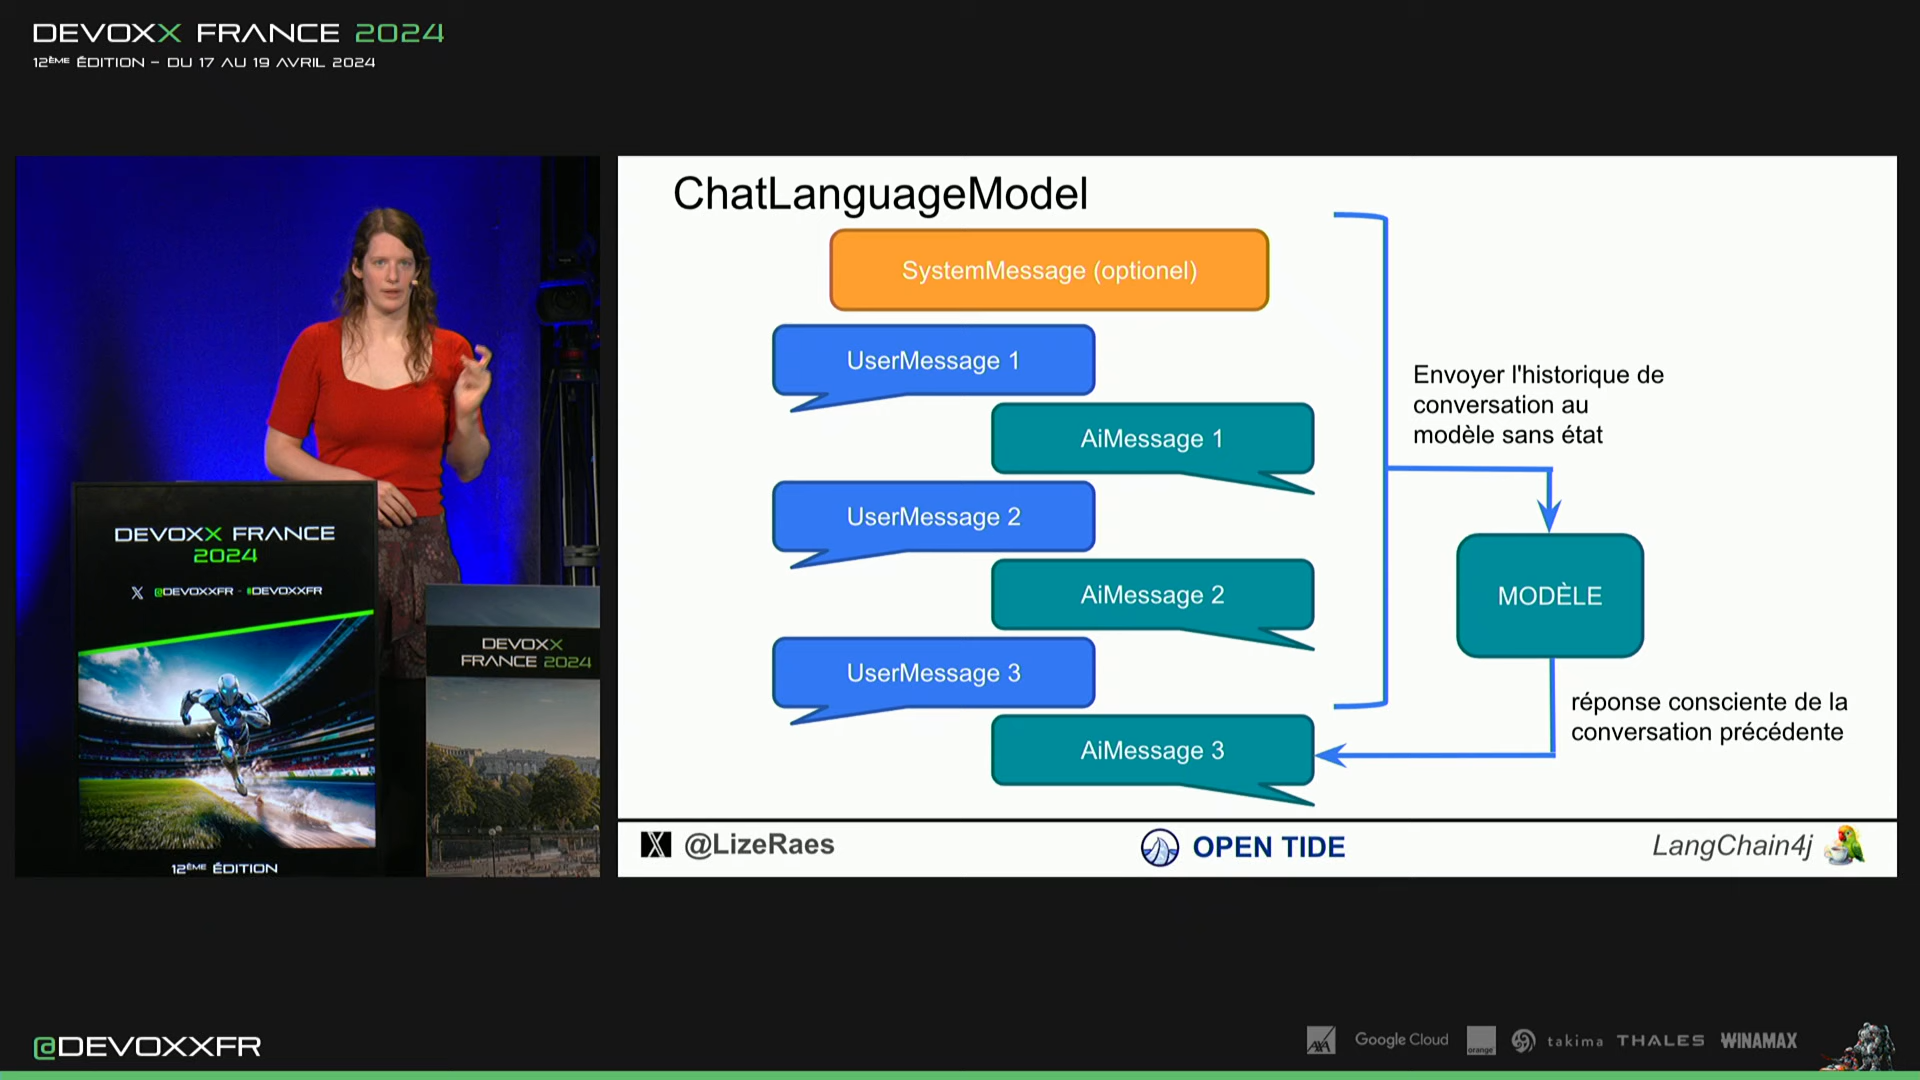 DEVOXX FRANCE 2024
12ÈME ÉDITION – DU 17 AU 19 AVRIL 2024
DEVOXX FRANCE
2024
X @DEVOXXFR - #DEVOXXFR
12ÈME ÉDITION
DEVOXX
FRANCE 2024
ChatLanguageModel
SystemMessage (optionel)
UserMessage 1
AiMessage 1
UserMessage 2
AiMessage 2
UserMessage 3
AiMessage 3
Envoyer l'historique de
conversation au
modèle sans état
MODÈLE
réponse consciente de la
conversation précédente
X @LizeRaes
OPEN TIDE
LangChain4j
@DEVOXXFR
AXA
Google Cloud
orange
takima
THALES
WINAMAX